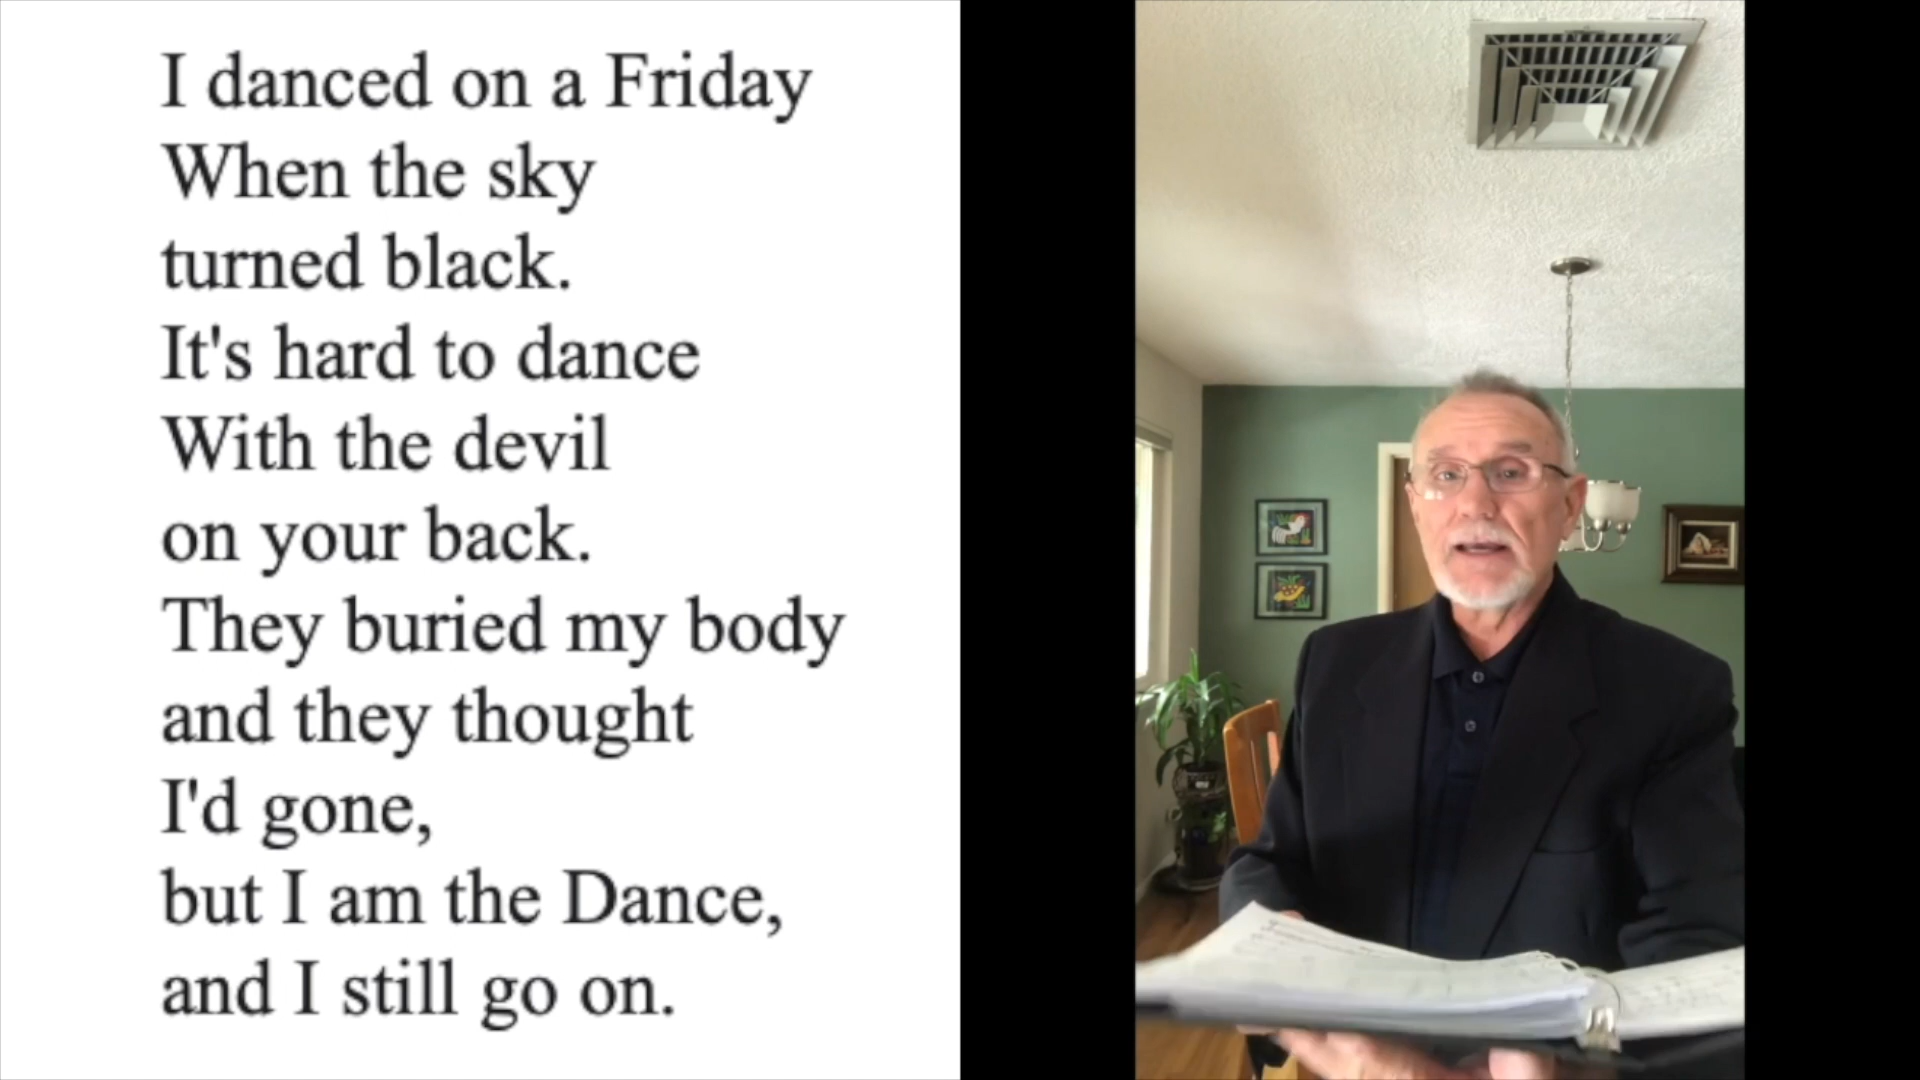 I danced on a Friday
When the sky
turned black.
It's hard to dance
With the devil
on your back.
They buried my body
and they thought
I'd gone,
but I am the Dance,
and I still go on.